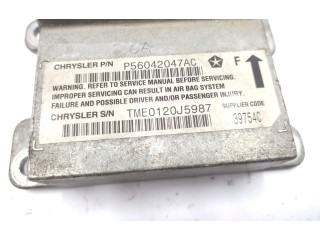 CHRYSLER P/N P56042047AC F
WARNING. REFER TO SERVICE MANUAL BEFORE SERVICING.
IMPROPER SERVICING CAN RESULT IN AIR BAG SYSTEM
FAILURE AND POSSIBLE DRIVER AND/OR PASSENGER INJURY.
CHRYSLER S/N TME0120J5987 SUPPLIER CODE
39754C